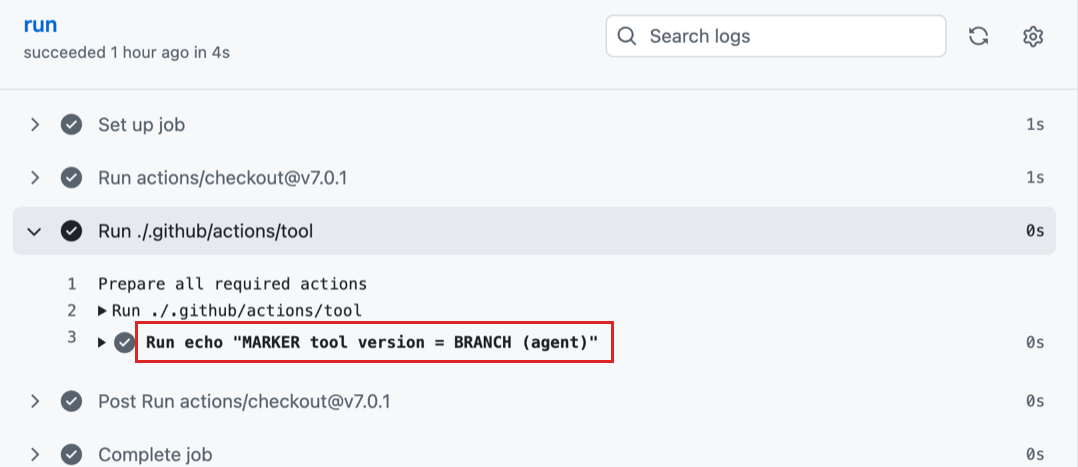 run
succeeded 1 hour ago in 4s
Search logs
Set up job 1s
Run actions/checkout@v7.0.1 1s
Run ./.github/actions/tool 0s
1 Prepare all required actions
2 Run ./.github/actions/tool
3 Run echo "MARKER tool version = BRANCH (agent)" 0s
Post Run actions/checkout@v7.0.1 0s
Complete job 0s